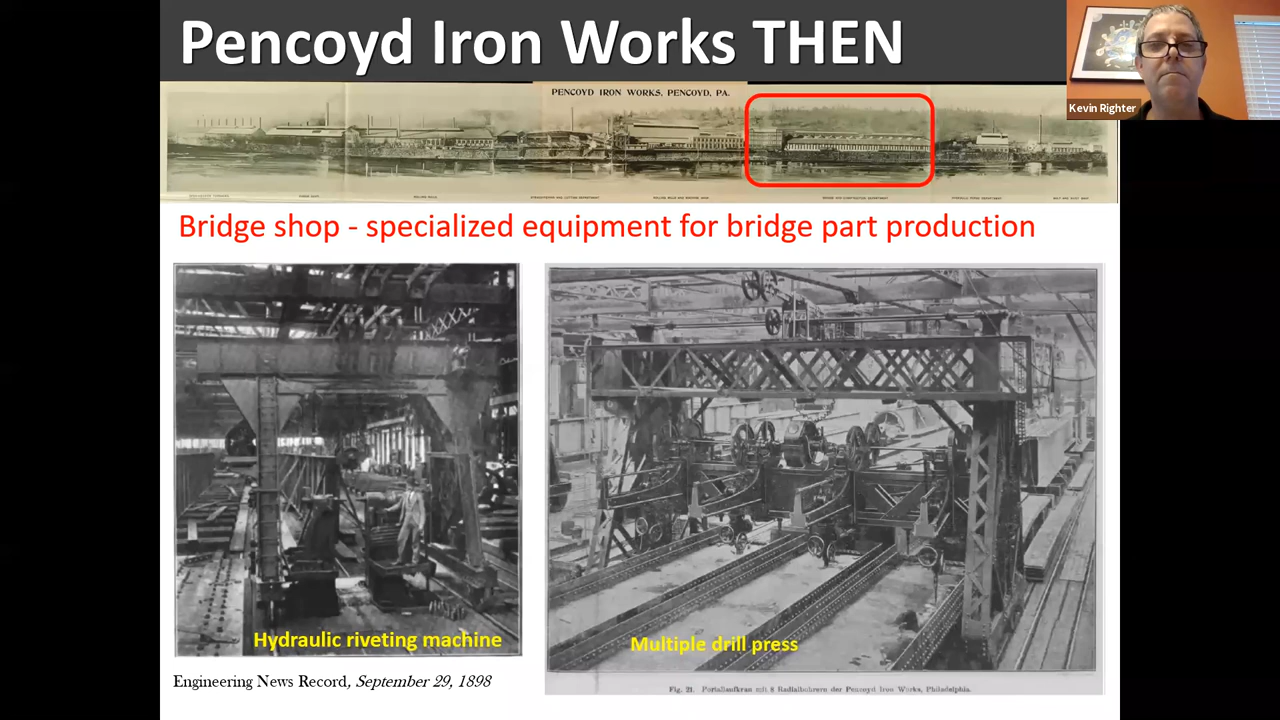 Pencoyd Iron Works THEN
Kevin Righter
PENCOYD IRON WORKS, PENCOYD, PA.
Bridge shop - specialized equipment for bridge part production
Hydraulic riveting machine
Multiple drill press
Engineering News Record, September 29, 1898
Fig. 21. Portallaufkran mit 8 Radialbohrern der Pencoyd Iron Works, Philadelphia.